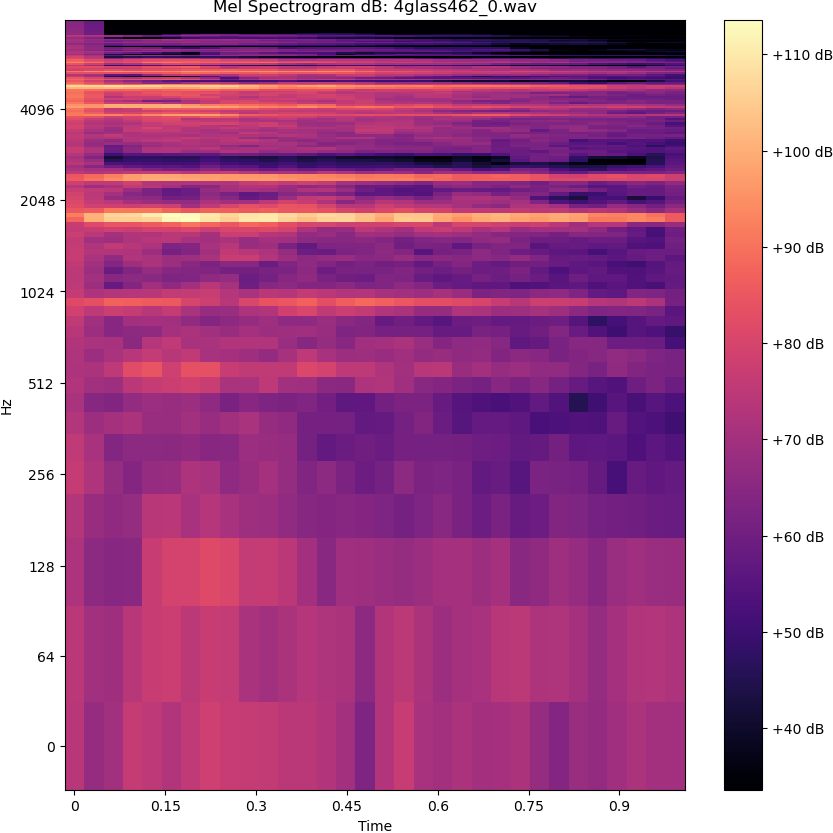 Mel Spectrogram dB: 4glass462_0.wav
+110 dB
+100 dB
+90 dB
+80 dB
+70 dB
+60 dB
+50 dB
+40 dB
Hz
4096
2048
1024
512
256
128
64
0
0
0.15
0.3
0.45
0.6
0.75
0.9
Time